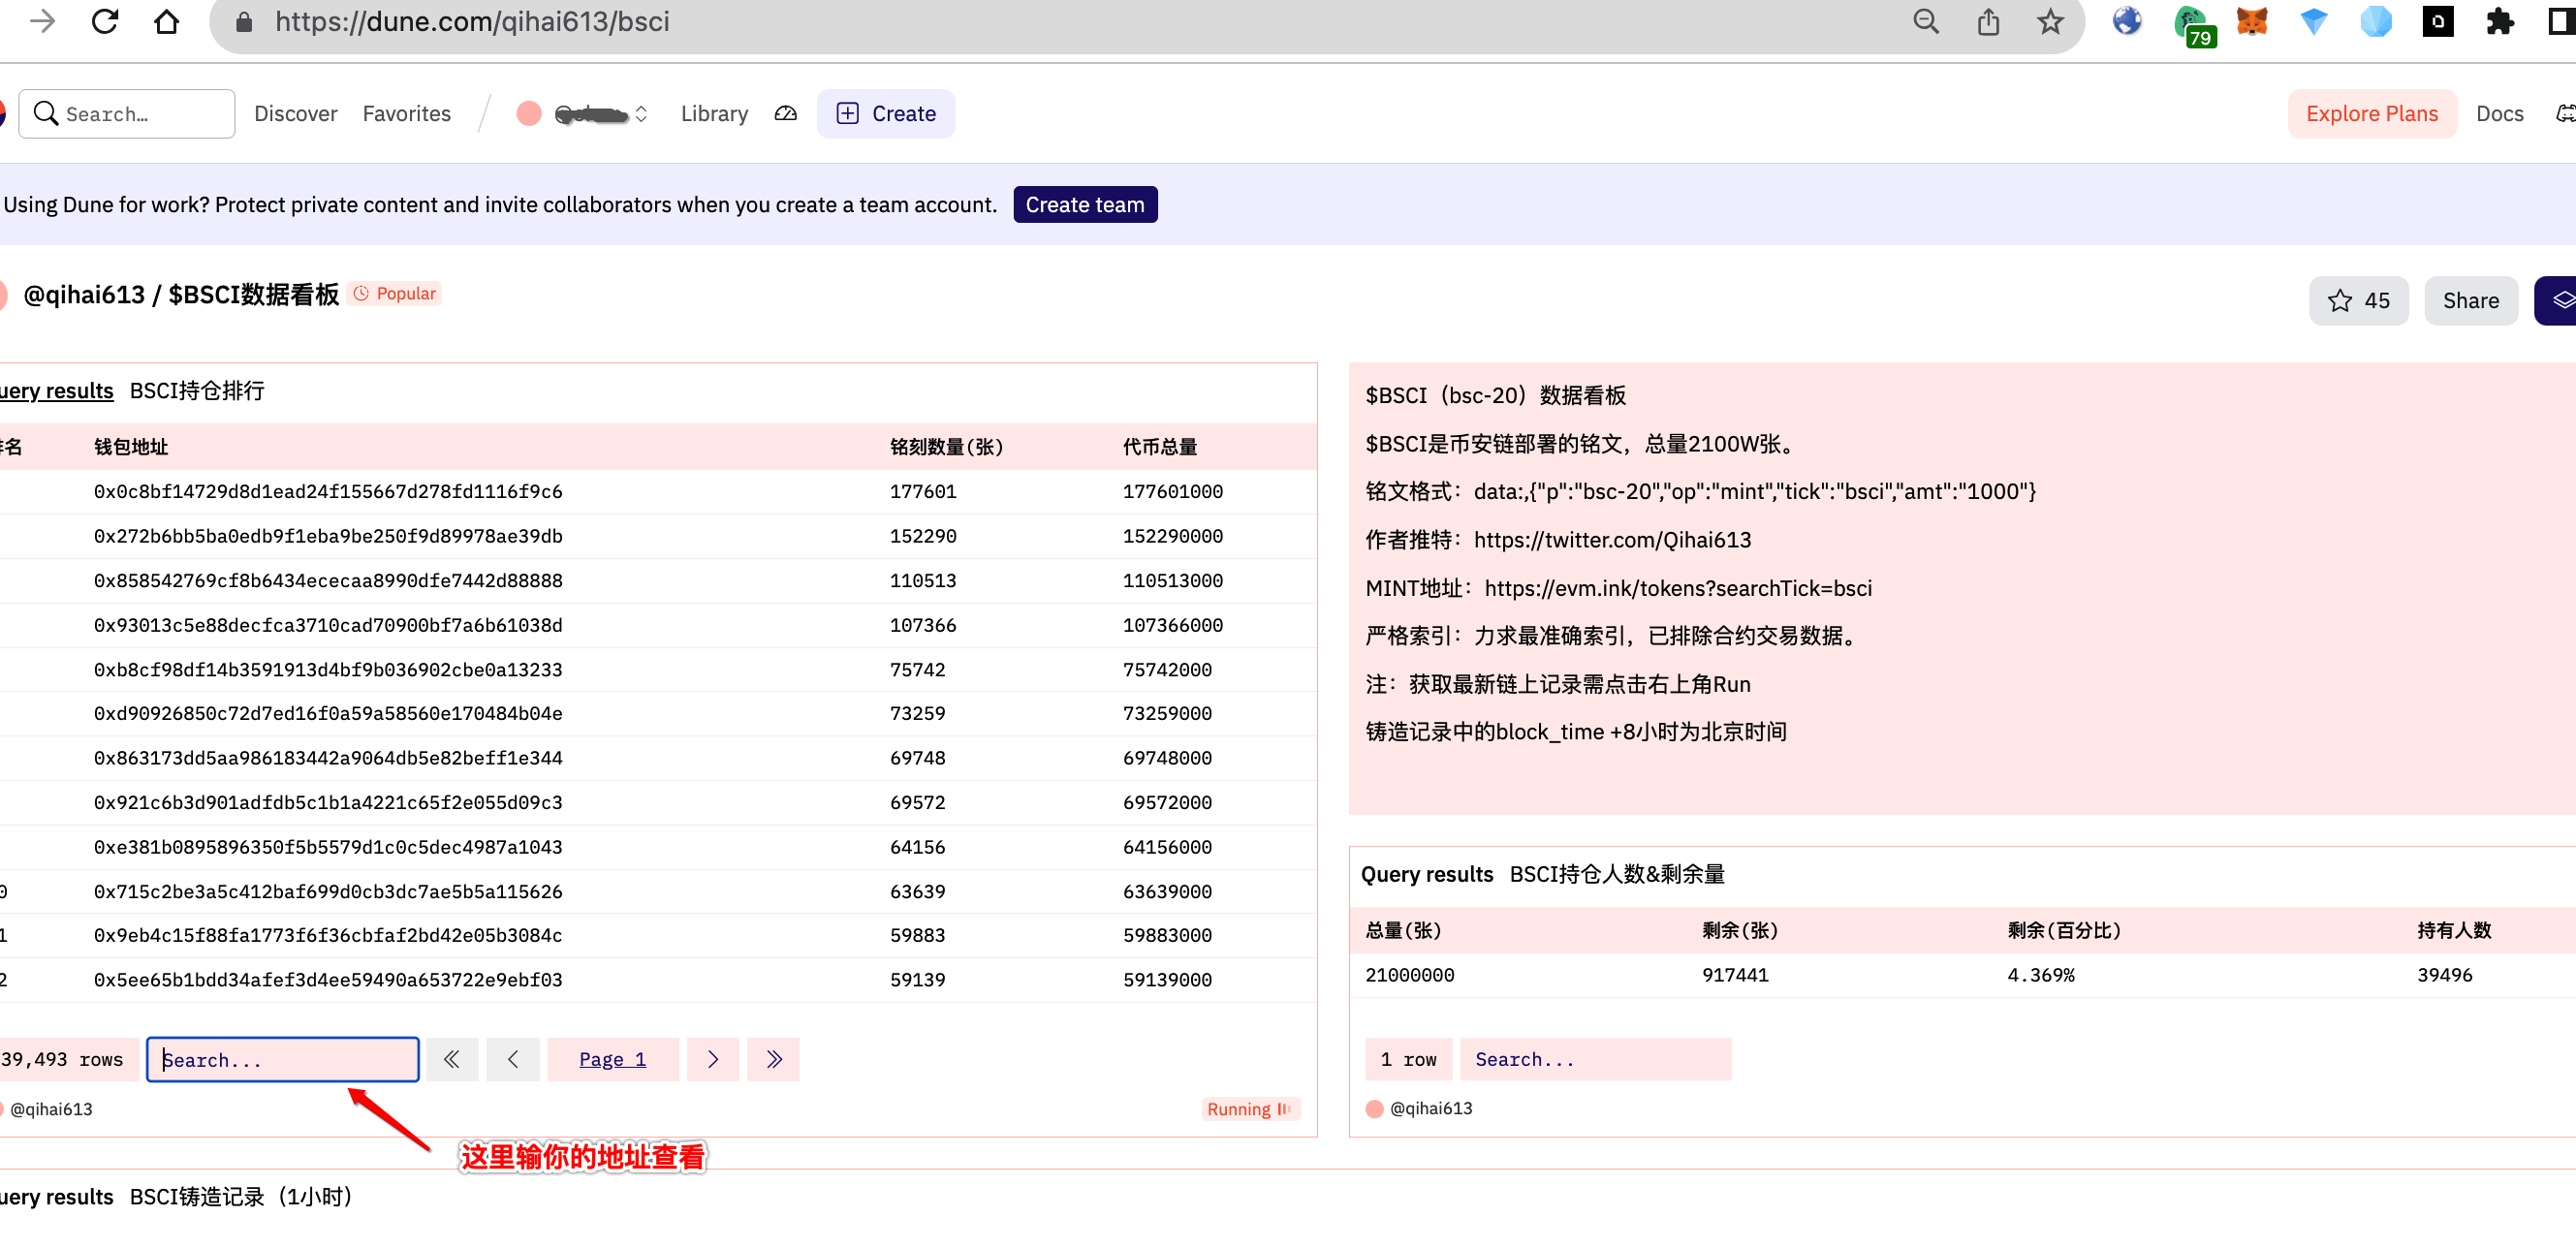 https://dune.com/qihai613/bsci
79
Search…
Discover
Favorites
Library
Create
Explore Plans
Docs
Using Dune for work? Protect private content and invite collaborators when you create a team account.
Create team
@qihai613 / $BSCI数据看板
Popular
45
Share
uery results BSCI持仓排行
名 钱包地址 铭刻数量(张) 代币总量
0x0c8bf14729d8d1ead24f155667d278fd1116f9c6 177601 177601000
0x272b6bb5ba0edb9f1eba9be250f9d89978ae39db 152290 152290000
0x858542769cf8b6434ececaa8990dfe7442d88888 110513 110513000
0x93013c5e88decfca3710cad70900bf7a6b61038d 107366 107366000
0xb8cf98df14b3591913d4bf9b036902cbe0a13233 75742 75742000
0xd90926850c72d7ed16f0a59a58560e170484b04e 73259 73259000
0x863173dd5aa986183442a9064db5e82beff1e344 69748 69748000
0x921c6b3d901adfdb5c1b1a4221c65f2e055d09c3 69572 69572000
0xe381b0895896350f5b5579d1c0c5dec4987a1043 64156 64156000
0 0x715c2be3a5c412baf699d0cb3dc7ae5b5a115626 63639 63639000
1 0x9eb4c15f88fa1773f6f36cbfaf2bd42e05b3084c 59883 59883000
2 0x5ee65b1bdd34afef3d4ee59490a653722e9ebf03 59139 59139000
39,493 rows
Search...
Page 1
@qihai613
Running
这里输你的地址查看
uery results BSCI铸造记录（1小时）
$BSCI（bsc-20）数据看板
$BSCI是币安链部署的铭文，总量2100W张。
铭文格式：data:,{"p":"bsc-20","op":"mint","tick":"bsci","amt":"1000"}
作者推特：https://twitter.com/Qihai613
MINT地址：https://evm.ink/tokens?searchTick=bsci
严格索引：力求最准确索引，已排除合约交易数据。
注：获取最新链上记录需点击右上角Run
铸造记录中的block_time +8小时为北京时间
Query results BSCI持仓人数&剩余量
总量(张) 剩余(张) 剩余(百分比) 持有人数
21000000 917441 4.369% 39496
1 row
Search...
@qihai613